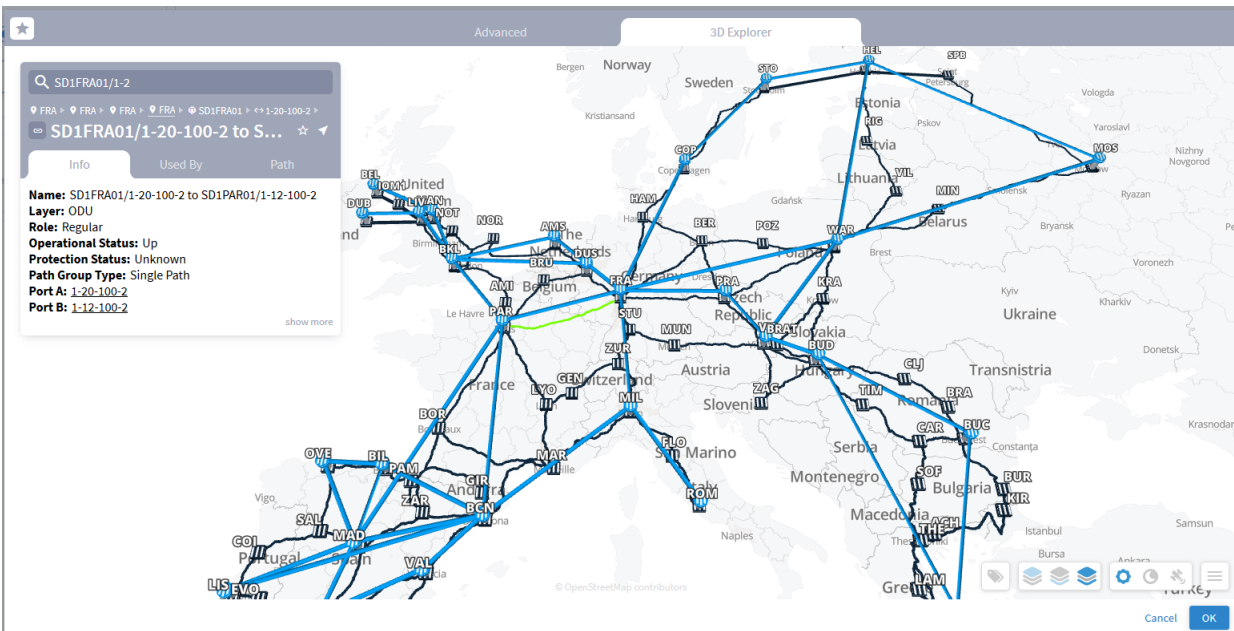 Advanced
3D Explorer
SD1FRA01/1-2
FRA FRA FRA FRA SD1FRA01 1-20-100-2
SD1FRA01/1-20-100-2 to S...
Info
Used By
Path
Name: SD1FRA01/1-20-100-2 to SD1PAR01/1-12-100-2
Layer: ODU
Role: Regular
Operational Status: Up
Protection Status: Unknown
Path Group Type: Single Path
Port A: 1-20-100-2
Port B: 1-12-100-2
show more
Bergen
Norway
STO
HEL
SPB
Sweden
Petersburg
Vologda
Kristiansand
Estonia
RIG
Pskov
Yaroslavl
Latvia
MOS
Nizhny
Novgorod
COP
Copenhagen
VIL
Lithuania
MIN
Smolensk
Ryazan
BEL
United
DUB
NOT
NOR
HAM
Gdańsk
Belarus
Bryansk
AMS
The
BER
POZ
WAR
Poland
Brest
BKL
BRU
DUS
Voronezh
AMI
Belgium
FRA
Germany
PRA
Czech
Republic
KRA
Kyiv
Kharkiv
Le Havre
PAR
STU
Ukraine
MUN
BRAT
Slovakia
BUD
Donetsk
ZUR
Austria
Hungary
CLJ
Transnistria
France
LYO
GEN
Switzerland
MIL
Slovenia
ZAG
TIM
Romania
BRA
BOR
Bordeaux
CAR
BUC
Constanța
Krasnodar
OVE
BIL
PAM
MAR
FLO
San Marino
Serbia
Vigo
ZAR
Andorra
GIR
BCN
Italy
ROM
Montenegro
SOF
Bulgaria
BUR
KIR
SAL
COI
MAD
Portugal
Spain
Naples
Macedonia
THE
Istanbul
Samsun
LIS
EVO
VAL
© OpenStreetMap contributors
LAM
Bursa
Ankara
Turkey
Cancel
OK